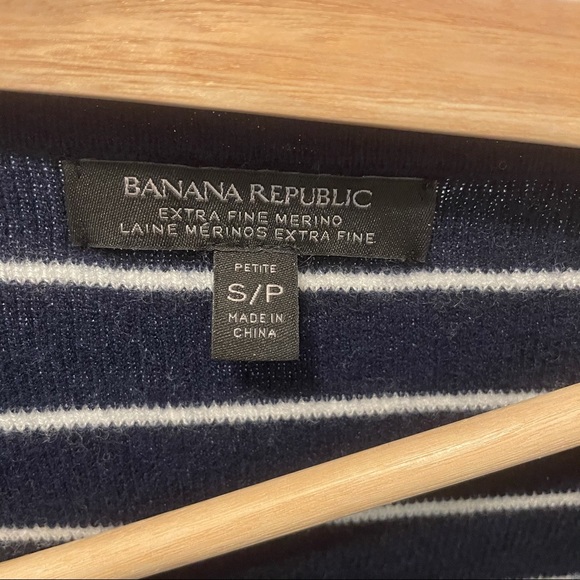 BANANA REPUBLIC
EXTRA FINE MERINO
LAINE MÉRINOS EXTRA FINE
PETITE
S/P
MADE IN
CHINA